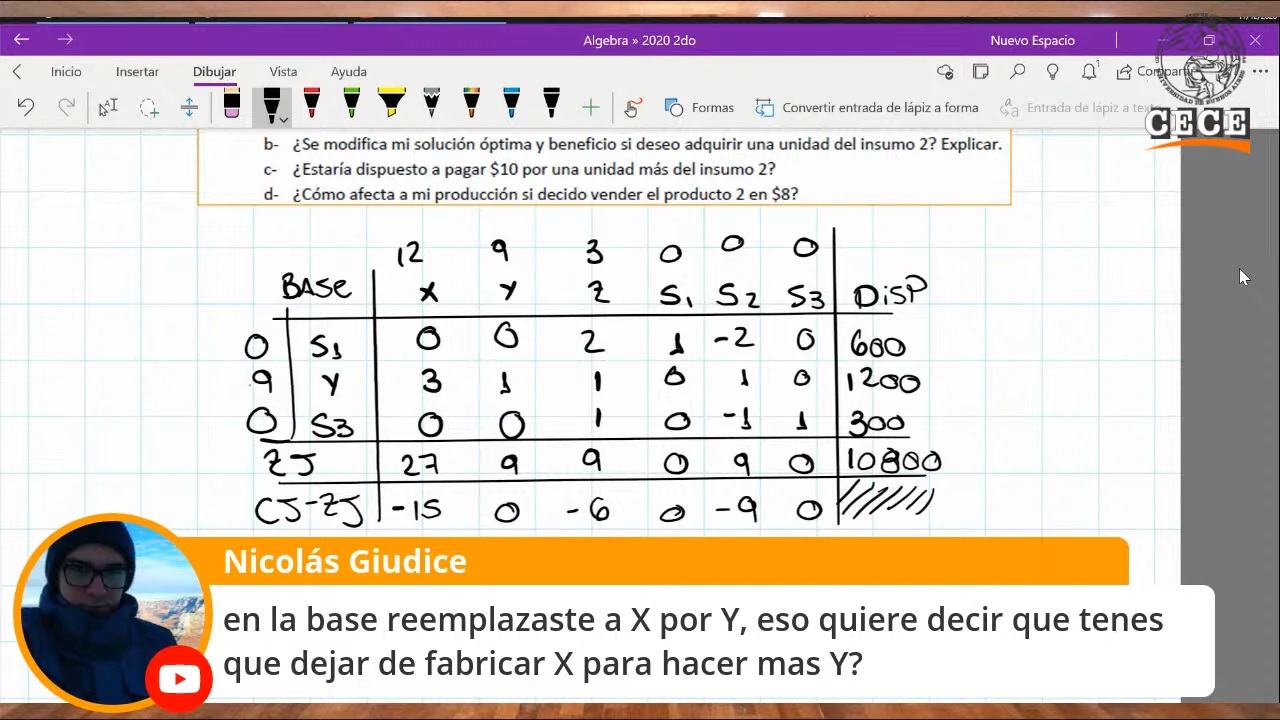 Algebra » 2020 2do
Nuevo Espacio
Inicio Insertar Dibujar Vista Ayuda
Formas Convertir entrada de lápiz a forma Entrada de lápiz a
CECE
b- ¿Se modifica mi solución óptima y beneficio si deseo adquirir una unidad del insumo 2? Explicar.
c- ¿Estaría dispuesto a pagar $10 por una unidad más del insumo 2?
d- ¿Cómo afecta a mi producción si decido vender el producto 2 en $8?
12 9 3 0 0 0
BASE X Y Z S1 S2 S3 DISP
0 S1 0 0 2 1 -2 0 600
9 Y 3 1 1 0 1 0 1200
0 S3 0 0 1 0 -1 1 300
ZJ 27 9 9 0 9 0 10800
CJ-ZJ -15 0 -6 0 -9 0
Nicolás Giudice
en la base reemplazaste a X por Y, eso quiere decir que tenes
que dejar de fabricar X para hacer mas Y?